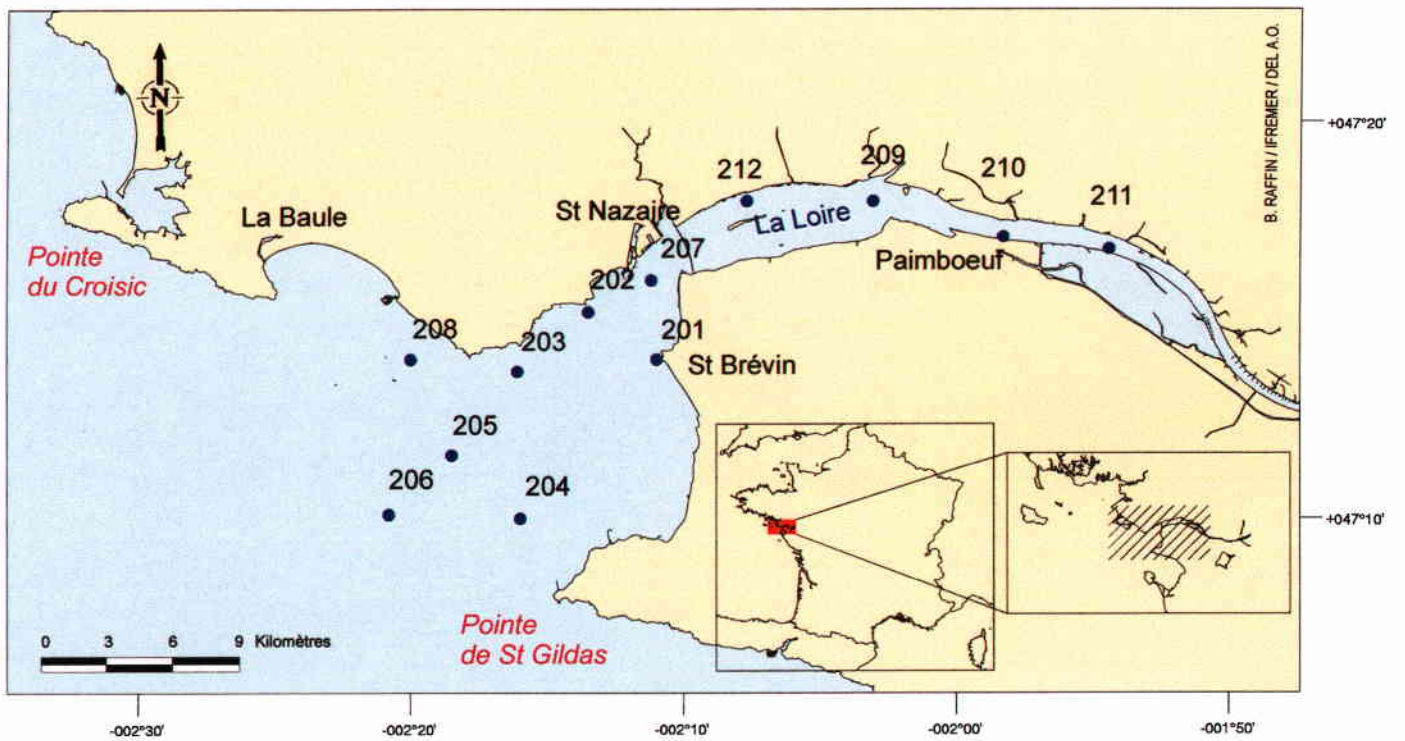 B. RAFFIN / IFREMER / DEL A.O.
+047°20'
N
212
209
210
211
La Baule
St Nazaire
La Loire
207
Pointe
du Croisic
Paimboeuf
202
208
203
201
St Brévin
205
206
204
+047°10'
0 3 6 9 Kilomètres
Pointe
de St Gildas
-002°30'
-002°20'
-002°10'
-002°00'
-001°50'